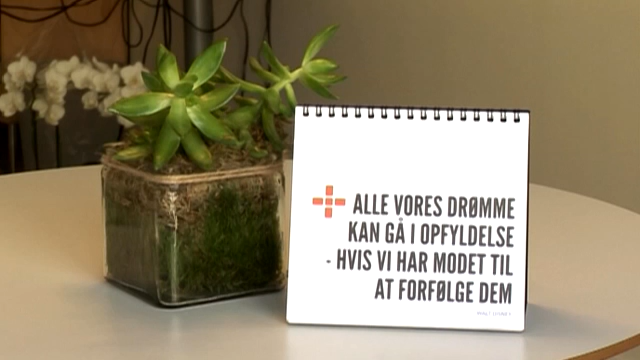 ALLE VORES DRØMME
KAN GÅ I OPFYLDELSE
- HVIS VI HAR MODET TIL
AT FORFØLGE DEM